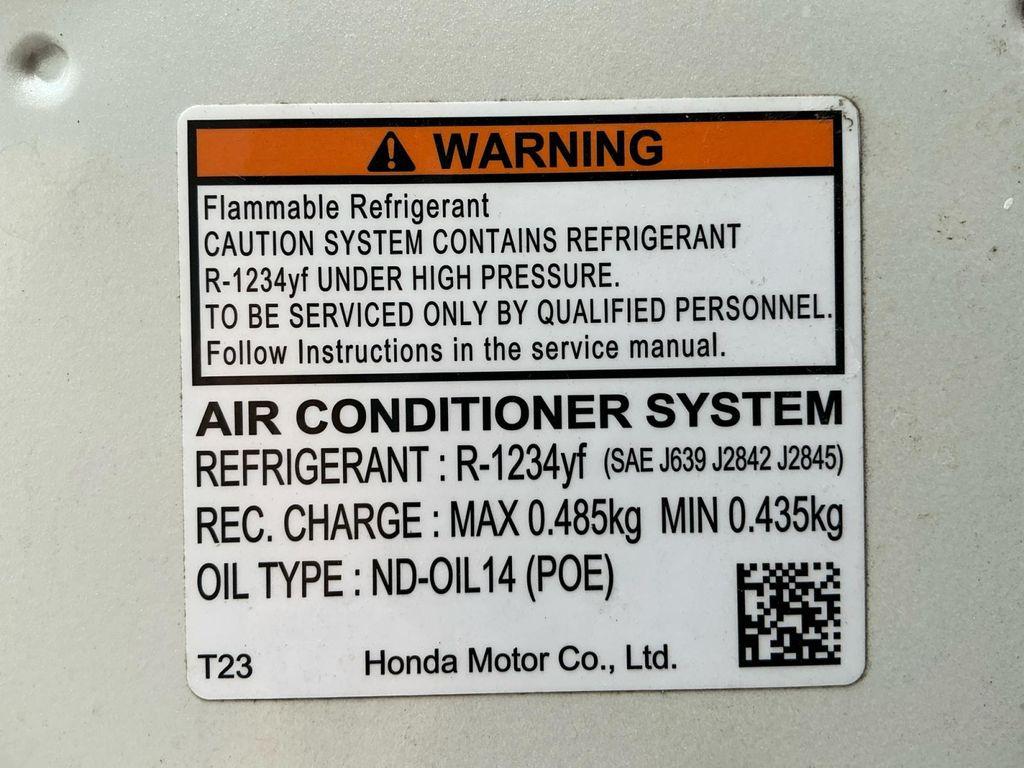 WARNING
Flammable Refrigerant
CAUTION SYSTEM CONTAINS REFRIGERANT
R-1234yf UNDER HIGH PRESSURE.
TO BE SERVICED ONLY BY QUALIFIED PERSONNEL.
Follow Instructions in the service manual.
AIR CONDITIONER SYSTEM
REFRIGERANT : R-1234yf (SAE J639 J2842 J2845)
REC. CHARGE : MAX 0.485kg MIN 0.435kg
OIL TYPE : ND-OIL14 (POE)
T23 Honda Motor Co., Ltd.